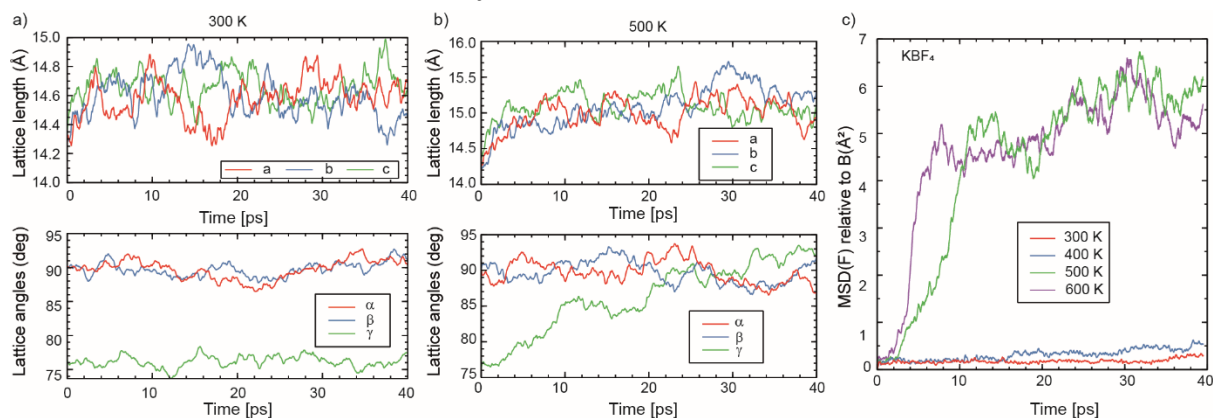 a)
300 K
Lattice length (Å)
15.0
14.8
14.6
14.4
14.2
14.0
a b c
0 10 20 30 40
Time [ps]
Lattice angles (deg)
95
90
85
80
75
α
β
γ
0 10 20 30 40
Time [ps]
b)
500 K
Lattice length (Å)
16.0
15.5
15.0
14.5
14.0
a
b
c
0 10 20 30 40
Time [ps]
Lattice angles (deg)
95
90
85
80
75
α
β
γ
0 10 20 30 40
Time [ps]
c)
KBF₄
MSD(F) relative to B(Å²)
7
6
5
4
3
2
1
0
300 K
400 K
500 K
600 K
0 10 20 30 40
Time [ps]